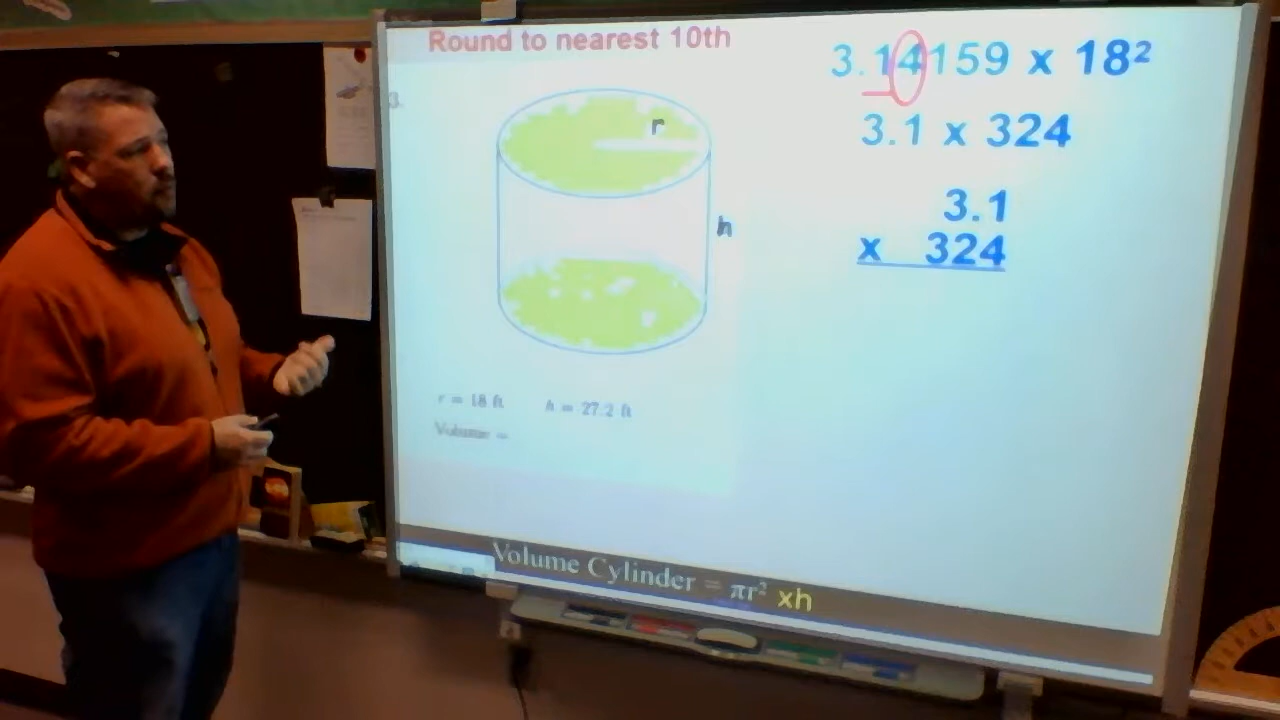 Round to nearest 10th
3.
r
h
r = 18 ft h = 27.2 ft
Volume =
3.14159 x 18²
3.1 x 324
3.1
x 324
Volume Cylinder = πr² xh